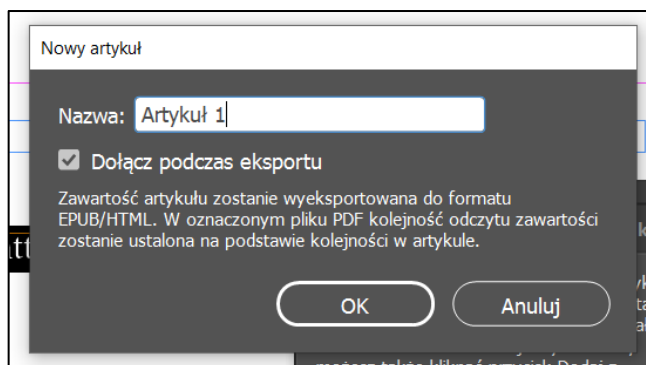 Nowy artykuł
Nazwa: Artykuł 1
Dołącz podczas eksportu
Zawartość artykułu zostanie wyeksportowana do formatu
EPUB/HTML. W oznaczonym pliku PDF kolejność odczytu zawartości
zostanie ustalona na podstawie kolejności w artykule.
OK Anuluj